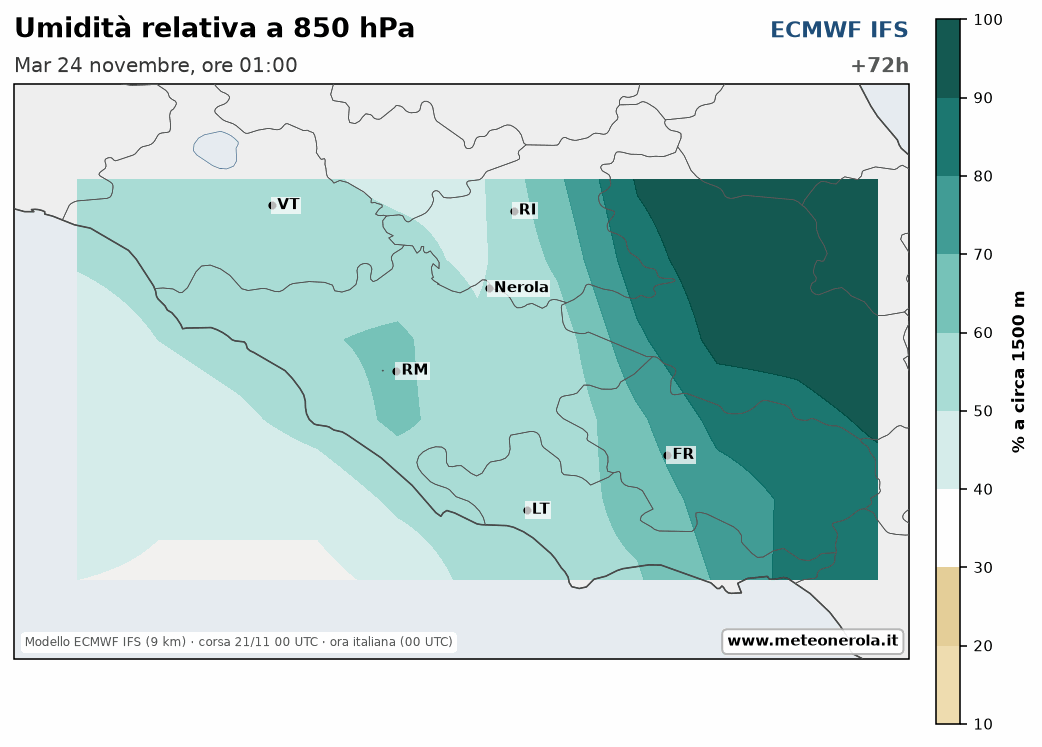 Umidità relativa a 850 hPa
ECMWF IFS
Mar 24 novembre, ore 01:00
+72h
100
90
80
70
60
50
40
30
20
10
% a circa 1500 m
VT
RI
Nerola
RM
FR
LT
Modello ECMWF IFS (9 km) · corsa 21/11 00 UTC · ora italiana (00 UTC)
www.meteonerola.it